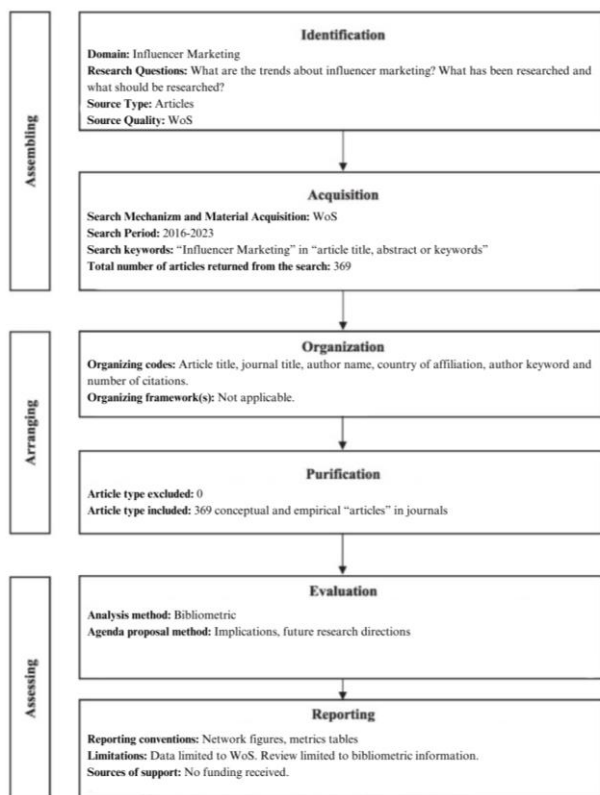 Assembling
Identification
Domain: Influencer Marketing
Research Questions: What are the trends about influencer marketing? What has been researched and
what should be researched?
Source Type: Articles
Source Quality: WoS
Acquisition
Search Mechanizm and Material Acquisition: WoS
Search Period: 2016-2023
Search keywords: “Influencer Marketing” in “article title, abstract or keywords”
Total number of articles returned from the search: 369
Arranging
Organization
Organizing codes: Article title, journal title, author name, country of affiliation, author keyword and
number of citations.
Organizing framework(s): Not applicable.
Purification
Article type excluded: 0
Article type included: 369 conceptual and empirical “articles” in journals
Assessing
Evaluation
Analysis method: Bibliometric
Agenda proposal method: Implications, future research directions
Reporting
Reporting conventions: Network figures, metrics tables
Limitations: Data limited to WoS. Review limited to bibliometric information.
Sources of support: No funding received.